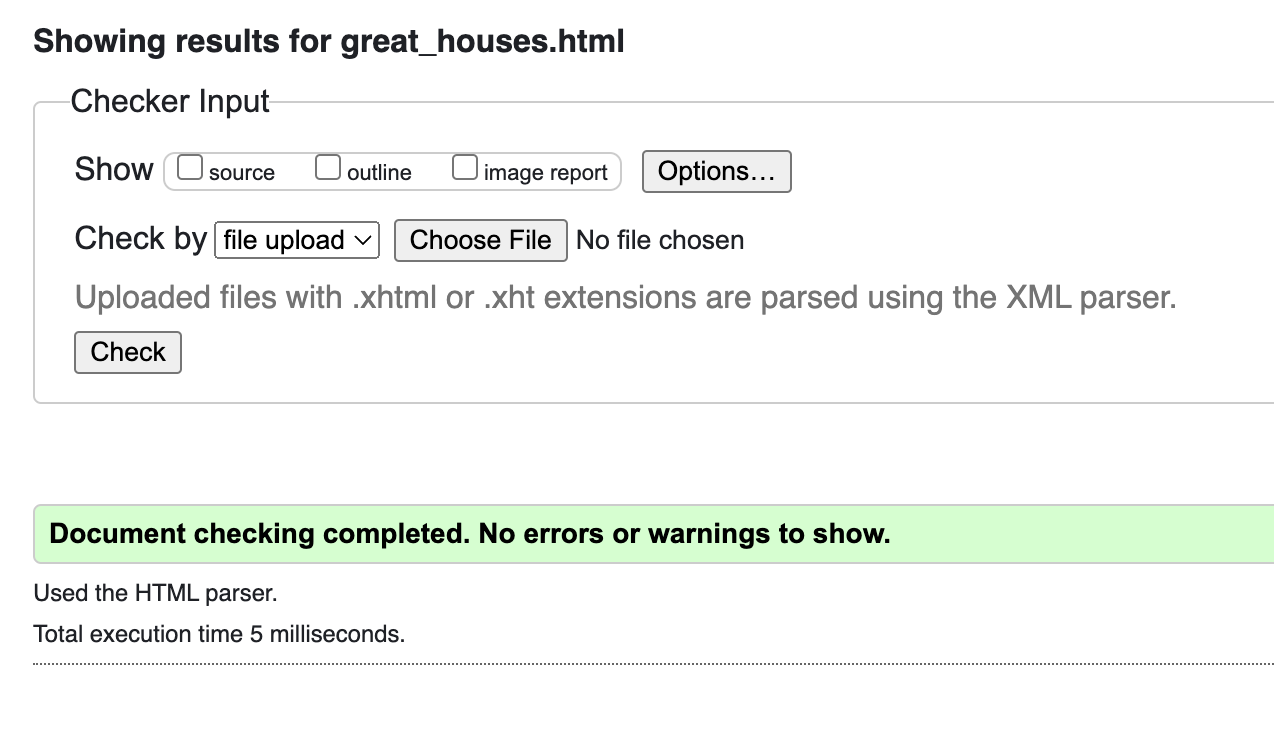 Showing results for great_houses.html
Checker Input
Show source outline image report Options…
Check by file upload Choose File No file chosen
Uploaded files with .xhtml or .xht extensions are parsed using the XML parser.
Check
Document checking completed. No errors or warnings to show.
Used the HTML parser.
Total execution time 5 milliseconds.